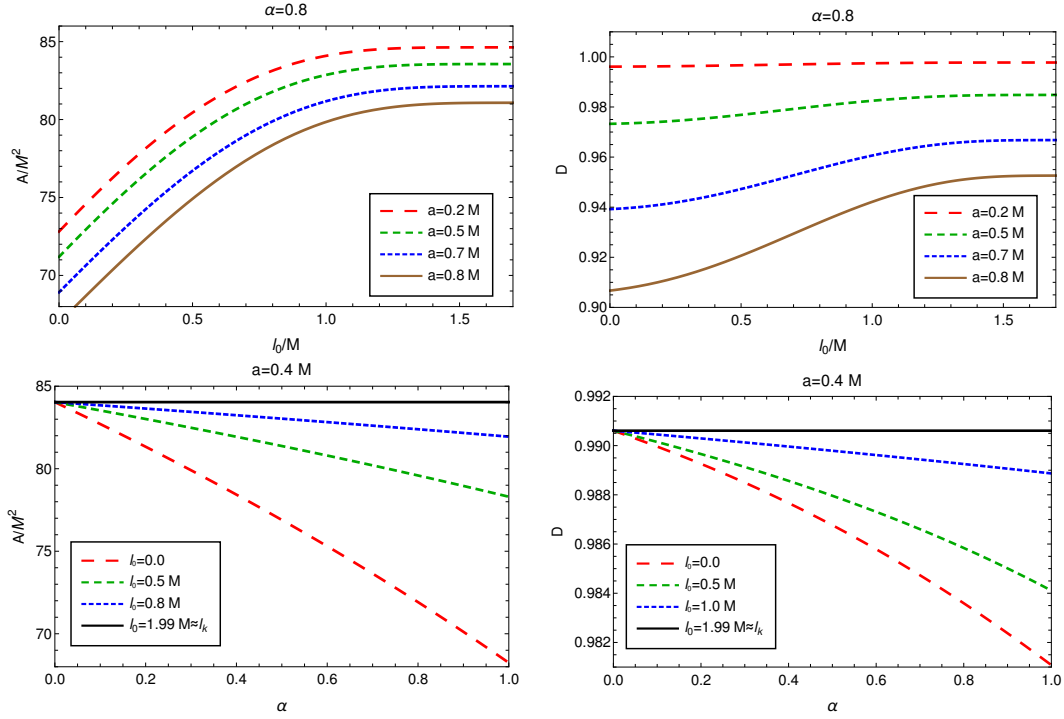 α=0.8
85
80
75
70
A/M²
0.0 0.5 1.0 1.5
l₀/M
a=0.2 M
a=0.5 M
a=0.7 M
a=0.8 M
α=0.8
1.00
0.98
0.96
0.94
0.92
0.90
D
0.0 0.5 1.0 1.5
l₀/M
a=0.2 M
a=0.5 M
a=0.7 M
a=0.8 M
a=0.4 M
85
80
75
70
A/M²
0.0 0.2 0.4 0.6 0.8 1.0
α
l₀=0.0
l₀=0.5 M
l₀=0.8 M
l₀=1.99 M≈lₖ
a=0.4 M
0.992
0.990
0.988
0.986
0.984
0.982
D
0.0 0.2 0.4 0.6 0.8 1.0
α
l₀=0.0
l₀=0.5 M
l₀=1.0 M
l₀=1.99 M≈lₖ